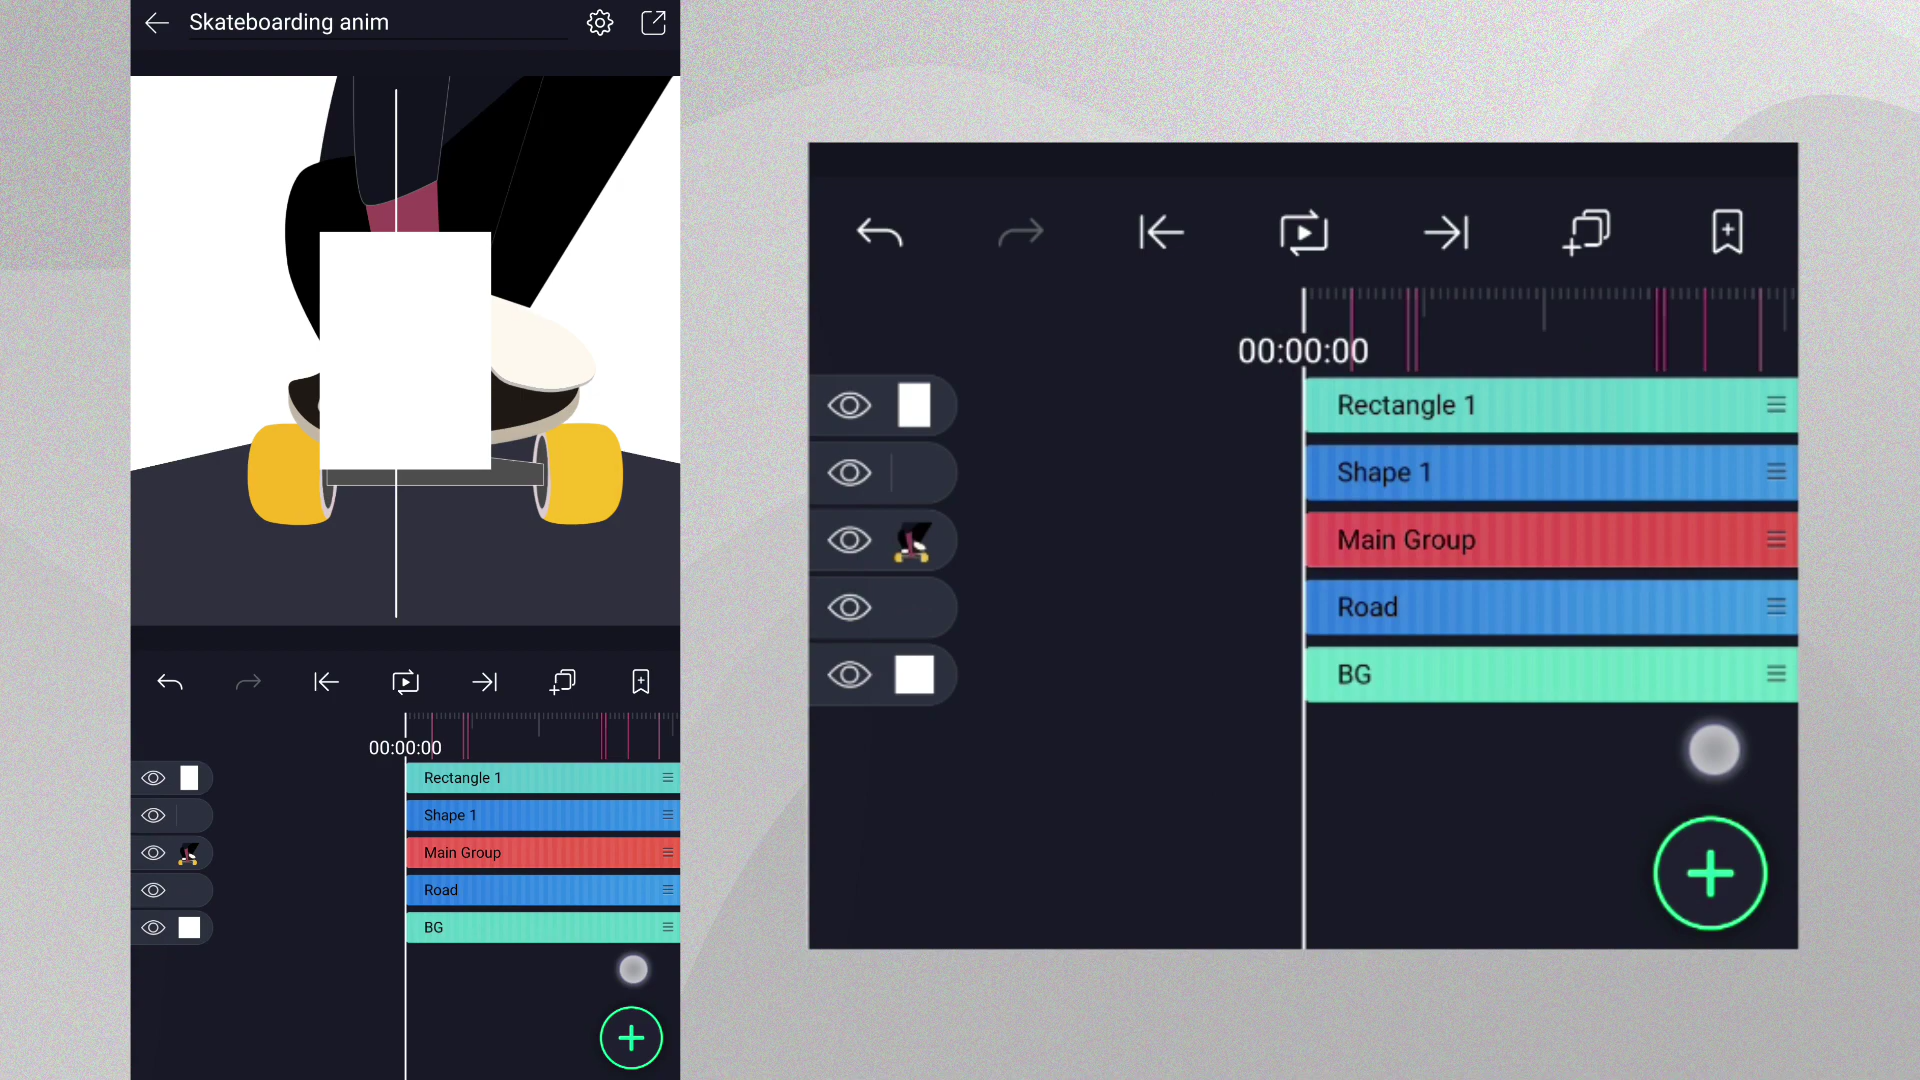 Skateboarding anim
00:00:00
Rectangle 1
Shape 1
Main Group
Road
BG
00:00:00
Rectangle 1
Shape 1
Main Group
Road
BG